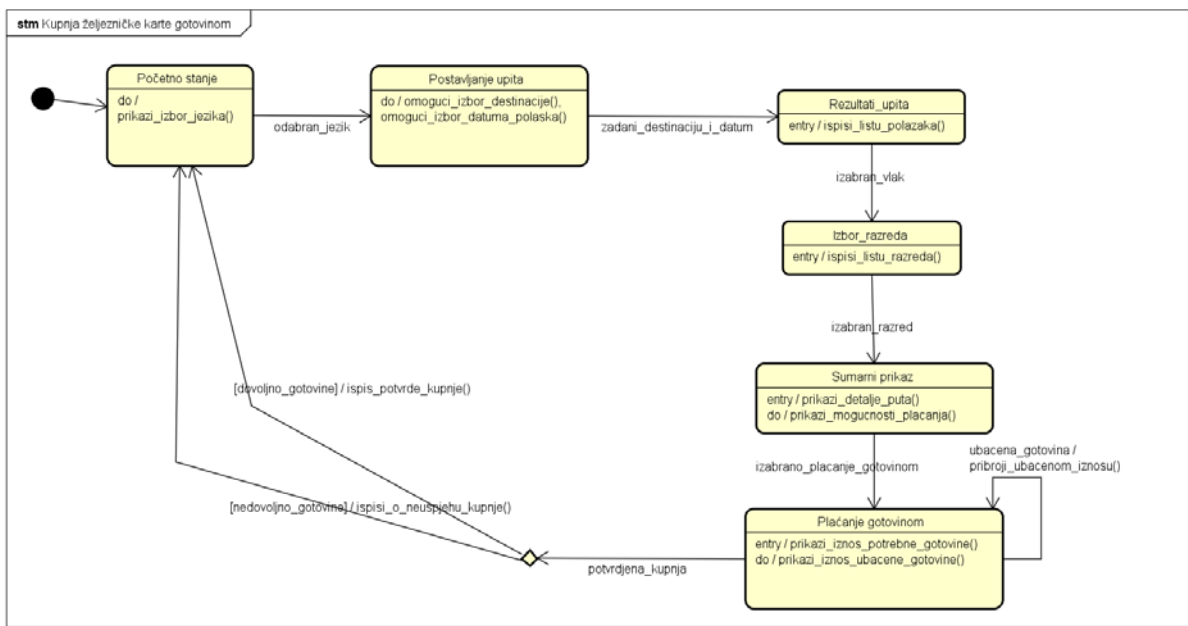 stm Kupnja željezničke karte gotovinom
Početno stanje
do /
prikazi_izbor_jezika()
odabran_jezik
Postavljanje upita
do / omoguci_izbor_destinacije(),
omoguci_izbor_datuma_polaska()
zadani_destinaciju_i_datum
Rezultati_upita
entry / ispisi_listu_polazaka()
izabran_vlak
Izbor_razreda
entry / ispisi_listu_razreda()
izabran_razred
Sumarni prikaz
entry / prikazi_detalje_puta()
do / prikazi_mogucnosti_placanja()
izabrano_placanje_gotovinom
ubacena_gotovina /
pribroji_ubacenom_iznosu()
Plaćanje gotovinom
entry / prikazi_iznos_potrebne_gotovine()
do / prikazi_iznos_ubacene_gotovine()
potvrdjena_kupnja
[dovoljno_gotovine] / ispis_potvrde_kupnje()
[nedovoljno_gotovine] / ispisi_o_neuspjehu_kupnje()